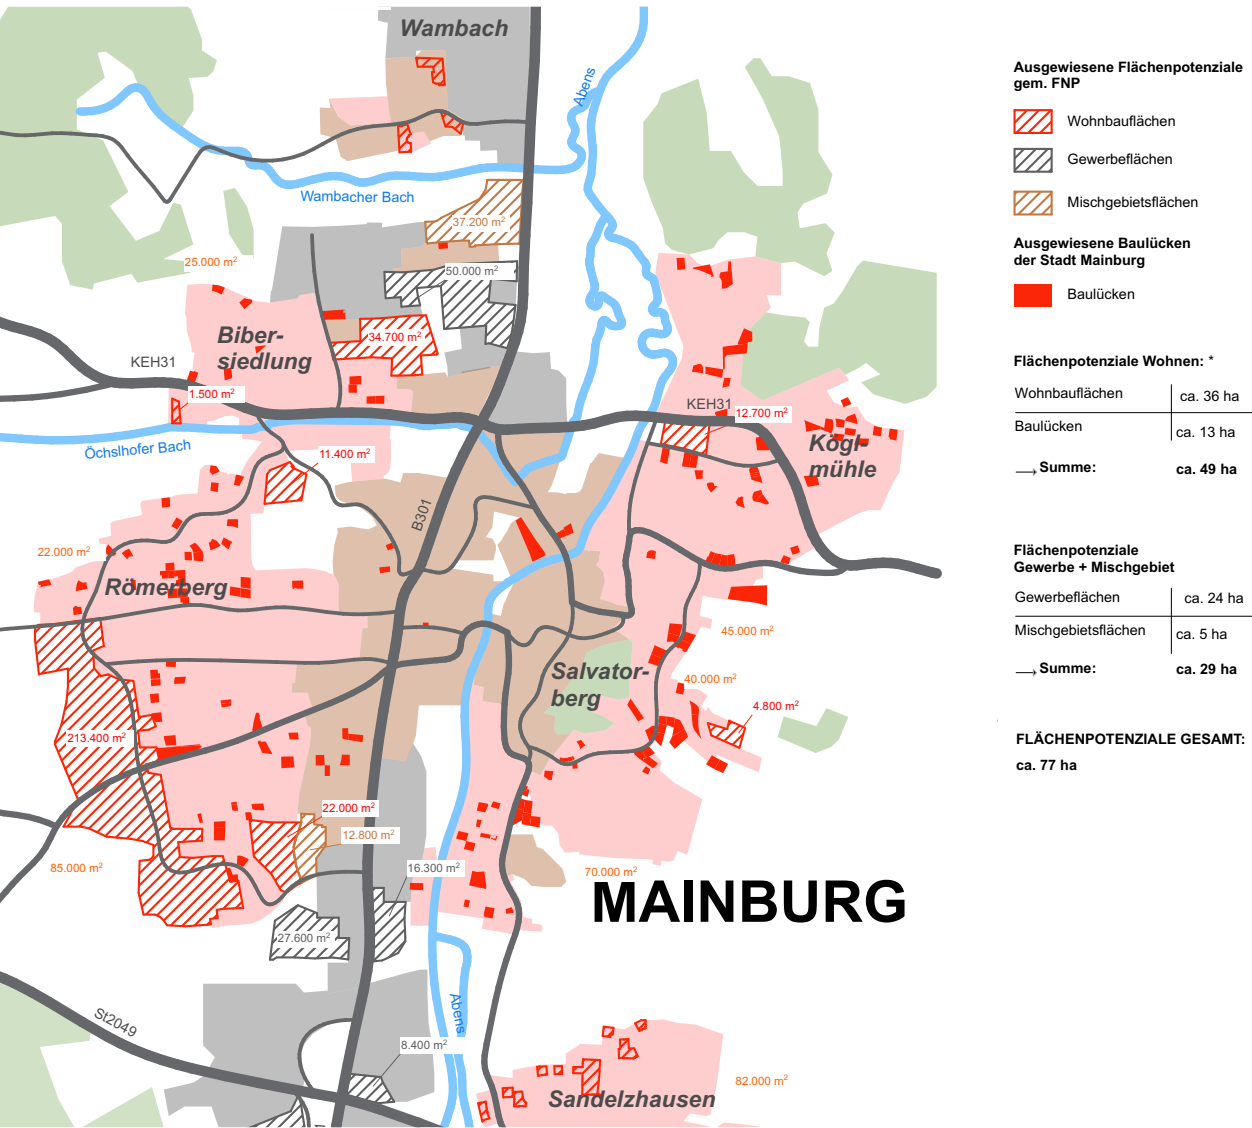 Wambach
Abens
Wambacher Bach
37.200 m²
25.000 m²
50.000 m²
Biber-
siedlung
34.700 m²
KEH31
1.500 m²
KEH31
12.700 m²
Kögl-
mühle
Öchslhofer Bach
11.400 m²
B301
22.000 m²
Römerberg
45.000 m²
Salvator-
berg
40.000 m²
4.800 m²
213.400 m²
22.000 m²
12.800 m²
85.000 m²
16.300 m²
70.000 m²
MAINBURG
27.600 m²
Abens
St2049
8.400 m²
82.000 m²
Sandelzhausen
Ausgewiesene Flächenpotenziale
gem. FNP
Wohnbauflächen
Gewerbeflächen
Mischgebietsflächen
Ausgewiesene Baulücken
der Stadt Mainburg
Baulücken
Flächenpotenziale Wohnen: *
Wohnbauflächen ca. 36 ha
Baulücken ca. 13 ha
→ Summe: ca. 49 ha
Flächenpotenziale
Gewerbe + Mischgebiet
Gewerbeflächen ca. 24 ha
Mischgebietsflächen ca. 5 ha
→ Summe: ca. 29 ha
FLÄCHENPOTENZIALE GESAMT:
ca. 77 ha